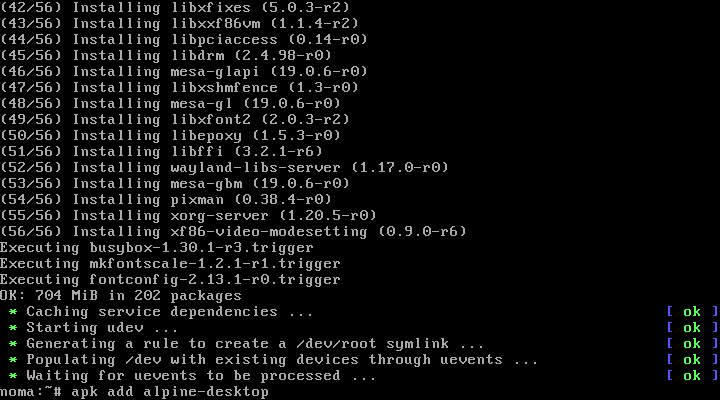 (42/56) Installing libxfixes (5.0.3-r2)
(43/56) Installing libxxf86vm (1.1.4-r2)
(44/56) Installing libpciaccess (0.14-r0)
(45/56) Installing libdrm (2.4.98-r0)
(46/56) Installing mesa-glapi (19.0.6-r0)
(47/56) Installing libxshmfence (1.3-r0)
(48/56) Installing mesa-gl (19.0.6-r0)
(49/56) Installing libxfont2 (2.0.3-r2)
(50/56) Installing libepoxy (1.5.3-r0)
(51/56) Installing libffi (3.2.1-r6)
(52/56) Installing wayland-libs-server (1.17.0-r0)
(53/56) Installing mesa-gbm (19.0.6-r0)
(54/56) Installing pixman (0.38.4-r0)
(55/56) Installing xorg-server (1.20.5-r0)
(56/56) Installing xf86-video-modesetting (0.9.0-r6)
Executing busybox-1.30.1-r3.trigger
Executing mkfontscale-1.2.1-r1.trigger
Executing fontconfig-2.13.1-r0.trigger
OK: 704 MiB in 202 packages
 * Caching service dependencies ... [ ok ]
 * Starting udev ... [ ok ]
 * Generating a rule to create a /dev/root symlink ... [ ok ]
 * Populating /dev with existing devices through uevents ... [ ok ]
 * Waiting for uevents to be processed ... [ ok ]
noma:~# apk add alpine-desktop